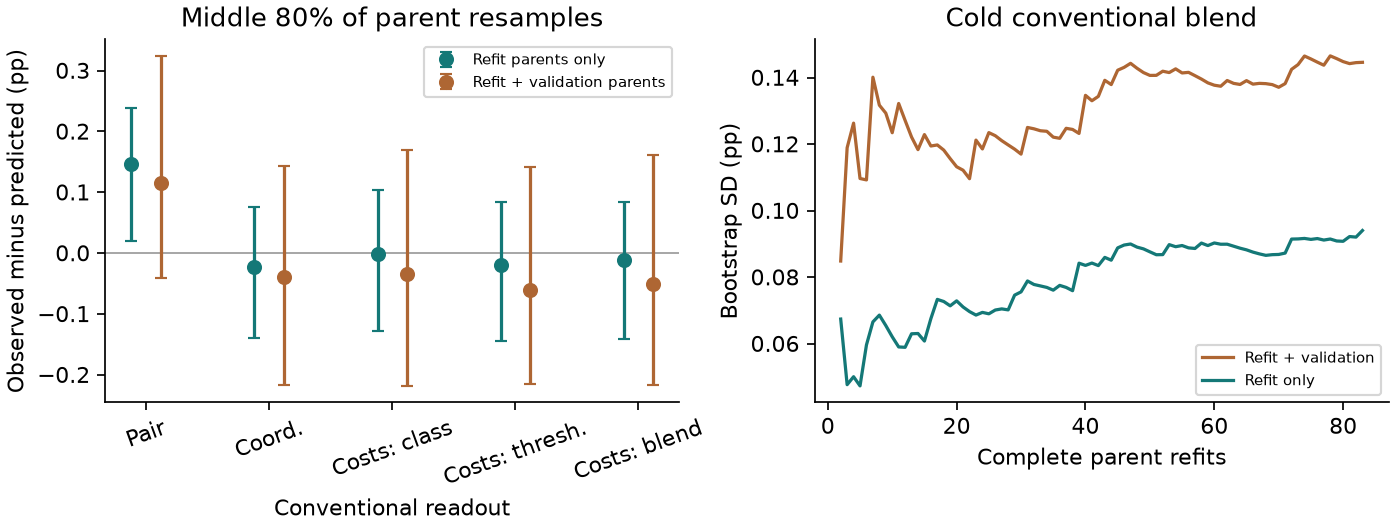 Middle 80% of parent resamples
Observed minus predicted (pp)
0.3
0.2
0.1
0.0
−0.1
−0.2
Refit parents only
Refit + validation parents
Pair
Coord.
Costs: class
Costs: thresh.
Costs: blend
Conventional readout
Cold conventional blend
Bootstrap SD (pp)
0.14
0.12
0.10
0.08
0.06
Refit + validation
Refit only
0
20
40
60
80
Complete parent refits